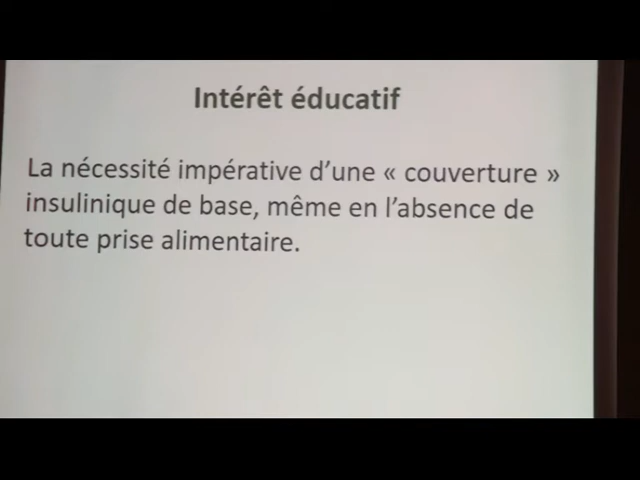 Intérêt éducatif
La nécessité impérative d’une « couverture »
insulinique de base, même en l’absence de
toute prise alimentaire.